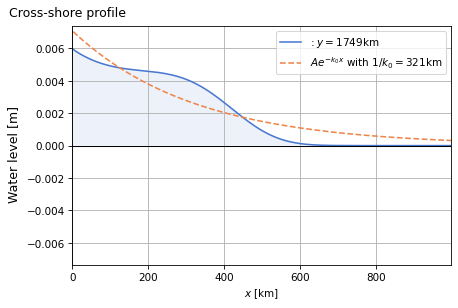 Cross-shore profile
Water level [m]
0.006
0.004
0.002
0.000
−0.002
−0.004
−0.006
0 200 400 600 800
x [km]
: y = 1749km
Ae^{-k_0x} with 1/k_0 = 321km